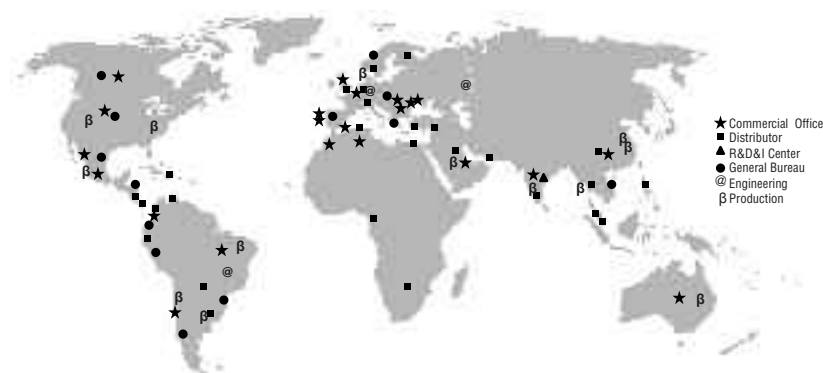 ★ Commercial Office
■ Distributor
▲ R&D&I Center
● General Bureau
@ Engineering
β Production